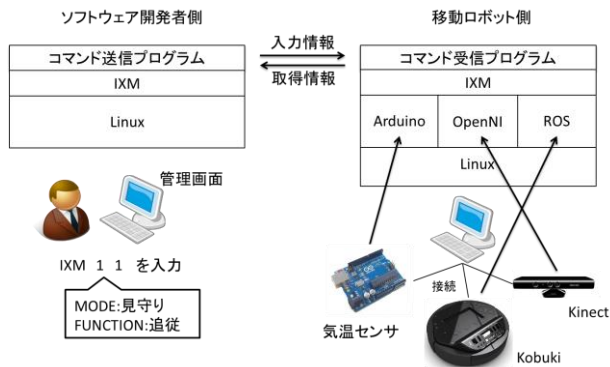 ソフトウェア開発者側
移動ロボット側
コマンド送信プログラム
IXM
Linux
入力情報
取得情報
コマンド受信プログラム
IXM
Arduino
OpenNI
ROS
Linux
管理画面
IXM 1 1 を入力
MODE:見守り
FUNCTION:追従
接続
気温センサ
Kinect
Kobuki